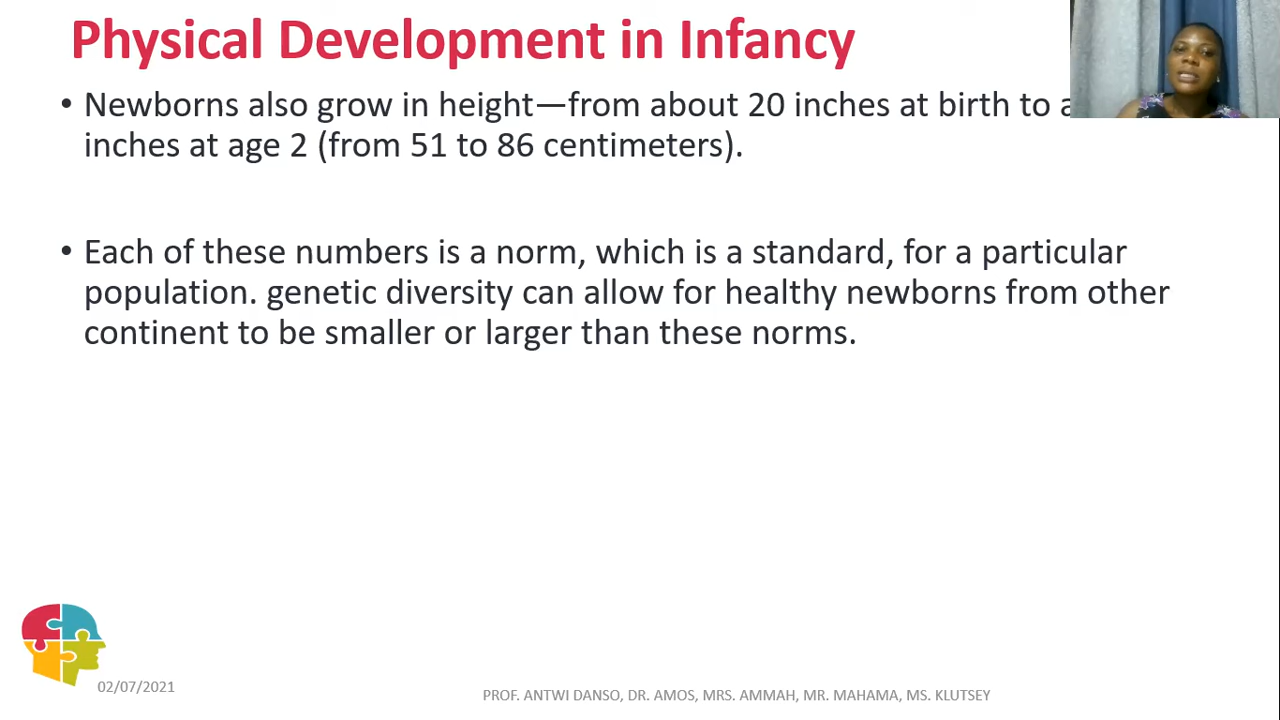 Physical Development in Infancy
• Newborns also grow in height—from about 20 inches at birth to
inches at age 2 (from 51 to 86 centimeters).
• Each of these numbers is a norm, which is a standard, for a particular
population. genetic diversity can allow for healthy newborns from other
continent to be smaller or larger than these norms.
02/07/2021
PROF. ANTWI DANSO, DR. AMOS, MRS. AMMAH, MR. MAHAMA, MS. KLUTSEY